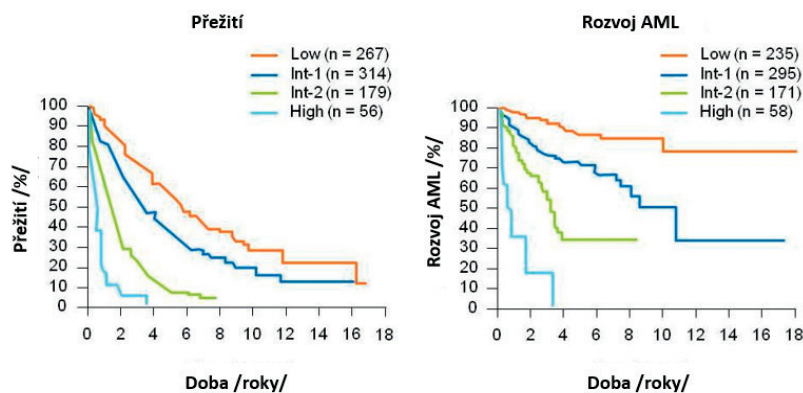 Přežití
Low (n = 267)
Int-1 (n = 314)
Int-2 (n = 179)
High (n = 56)
Přežití /%/
100
90
80
70
60
50
40
30
20
10
0
0 2 4 6 8 10 12 14 16 18
Doba /roky/
Rozvoj AML
Low (n = 235)
Int-1 (n = 295)
Int-2 (n = 171)
High (n = 58)
Rozvoj AML /%/
100
90
80
70
60
50
40
30
20
10
0
0 2 4 6 8 10 12 14 16 18
Doba /roky/